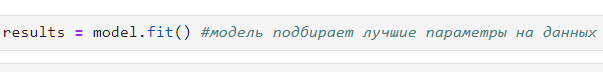 results = model.fit() #модель подбирает лучшие параметры на данных